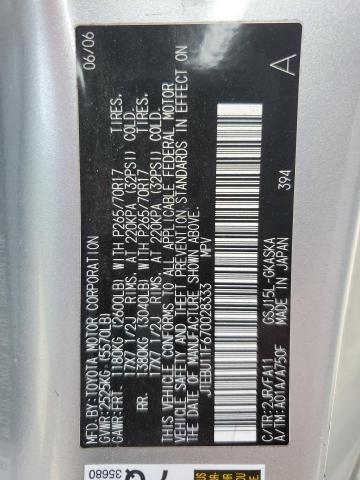 MFD. BY: TOYOTA MOTOR CORPORATION 06/06
GVWR: 2525KG (5570LB)
GAWR: FRT. 1180KG (2600LB) WITH P265/70R17 TIRES.
17X7 1/2J RIMS. AT 220KPA (32PSI) COLD.
RR. 1380KG (3040LB) WITH P265/70R17 TIRES.
17X7 1/2J RIMS. AT 220KPA (32PSI) COLD.
THIS VEHICLE CONFORMS TO ALL APPLICABLE FEDERAL MOTOR
VEHICLE SAFETY AND THEFT PREVENTION STANDARDS IN EFFECT ON
THE DATE OF MANUFACTURE SHOWN ABOVE.
JTEBU11F670028333 MPV
A
C/TR: 2JR/FA11 GSJ15L-GKASKA
A/TM: A01A/A750F MADE IN JAPAN 394
35680